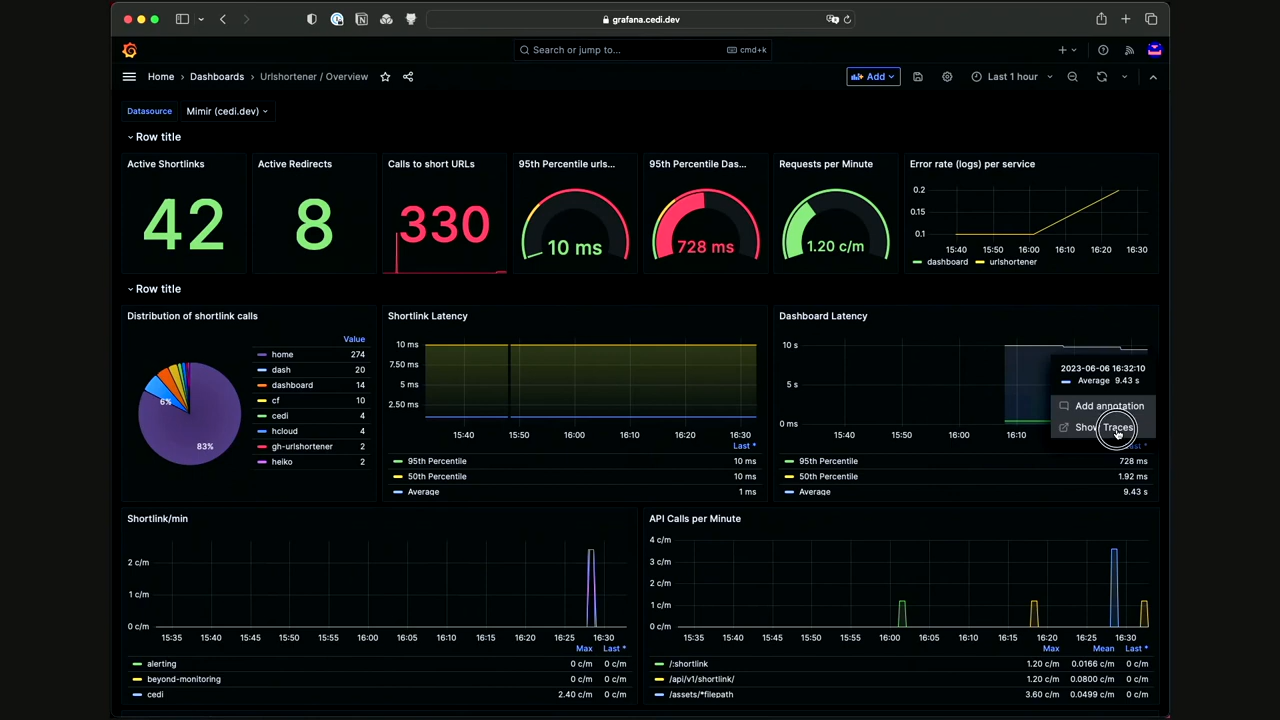 grafana.cedi.dev
Search or jump to...
cmd+k
Home
Dashboards
Urlshortener / Overview
Add
Last 1 hour
Datasource
Mimir (cedi.dev)
Row title
Active Shortlinks
42
Active Redirects
8
Calls to short URLs
330
95th Percentile urls...
10 ms
95th Percentile Das...
728 ms
Requests per Minute
1.20 c/m
Error rate (logs) per service
0.2
0.15
0.1
15:40 15:50 16:00 16:10 16:20 16:30
dashboard urlshortener
Row title
Distribution of shortlink calls
6%
83%
Value
home 274
dash 20
dashboard 14
cf 10
cedi 4
hcloud 4
gh-urlshortener 2
heiko 2
Shortlink Latency
10 ms
7.50 ms
5 ms
2.50 ms
15:40 15:50 16:00 16:10 16:20 16:30
Last *
95th Percentile 10 ms
50th Percentile 10 ms
Average 1 ms
Dashboard Latency
10 s
5 s
0 ms
15:40 15:50 16:00 16:10
2023-06-06 16:32:10
Average 9.43 s
Add annotation
Show Traces
95th Percentile 728 ms
50th Percentile 1.92 ms
Average 9.43 s
Shortlink/min
2 c/m
1 c/m
0 c/m
15:35 15:40 15:45 15:50 15:55 16:00 16:05 16:10 16:15 16:20 16:25 16:30
Max Last *
alerting 0 c/m 0 c/m
beyond-monitoring 0 c/m 0 c/m
cedi 2.40 c/m 0 c/m
API Calls per Minute
4 c/m
3 c/m
2 c/m
1 c/m
0 c/m
15:35 15:40 15:45 15:50 15:55 16:00 16:05 16:10 16:15 16:20 16:25 16:30
Max Mean Last *
/:shortlink 1.20 c/m 0.0166 c/m 0 c/m
/api/v1/shortlink/ 1.20 c/m 0.0800 c/m 0 c/m
/assets/*filepath 3.60 c/m 0.0499 c/m 0 c/m